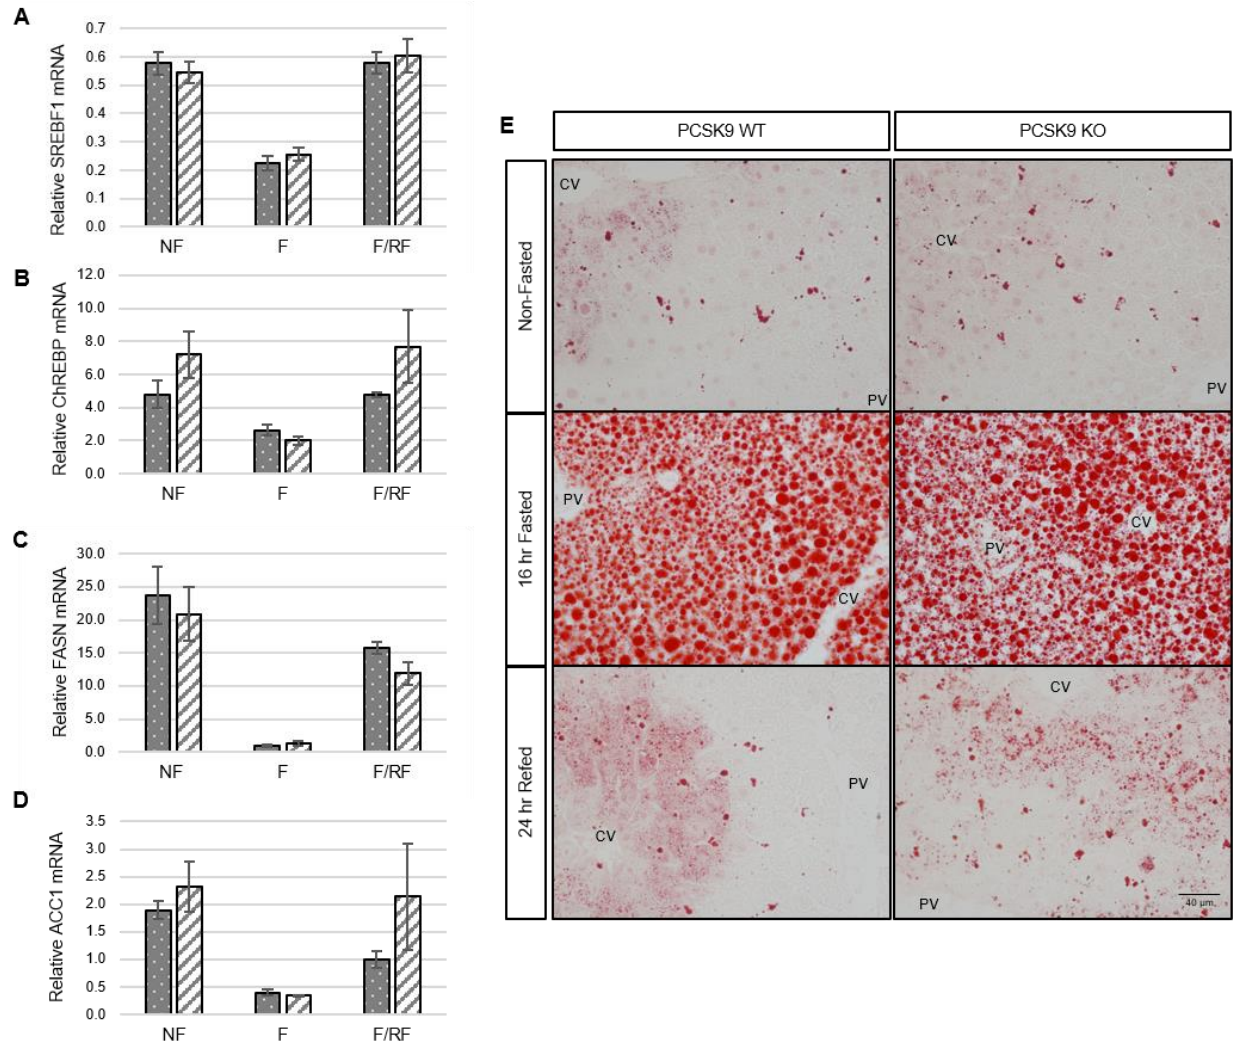 A
Relative SREBF1 mRNA
0.7
0.6
0.5
0.4
0.3
0.2
0.1
0.0
NF F F/RF
B
Relative ChREBP mRNA
12.0
10.0
8.0
6.0
4.0
2.0
0.0
NF F F/RF
C
Relative FASN mRNA
30.0
25.0
20.0
15.0
10.0
5.0
0.0
NF F F/RF
D
Relative ACC1 mRNA
3.5
3.0
2.5
2.0
1.5
1.0
0.5
0.0
NF F F/RF
E
PCSK9 WT PCSK9 KO
Non-Fasted
CV
PV
CV
PV
16 hr Fasted
PV
CV
PV
CV
24 hr Refed
CV
PV
CV
PV
40 µm,